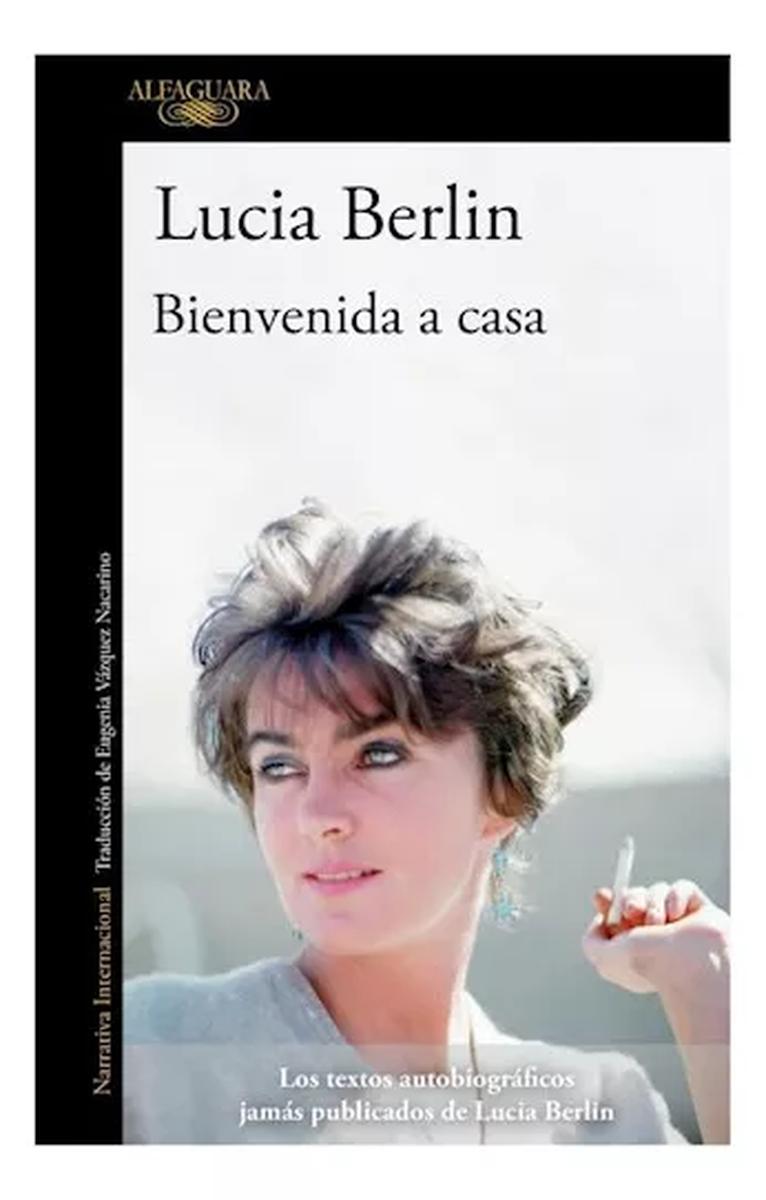 ALFAGUARA
Lucia Berlin
Bienvenida a casa
Narrativa Internacional Traducción de Eugenia Vázquez Nacarino
Los textos autobiográficos
jamás publicados de Lucia Berlin